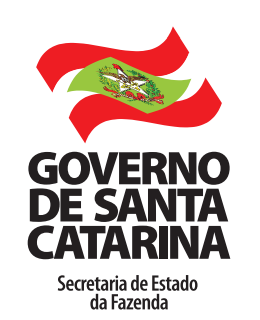 GOVERNO
DE SANTA
CATARINA
Secretaria de Estado
da Fazenda